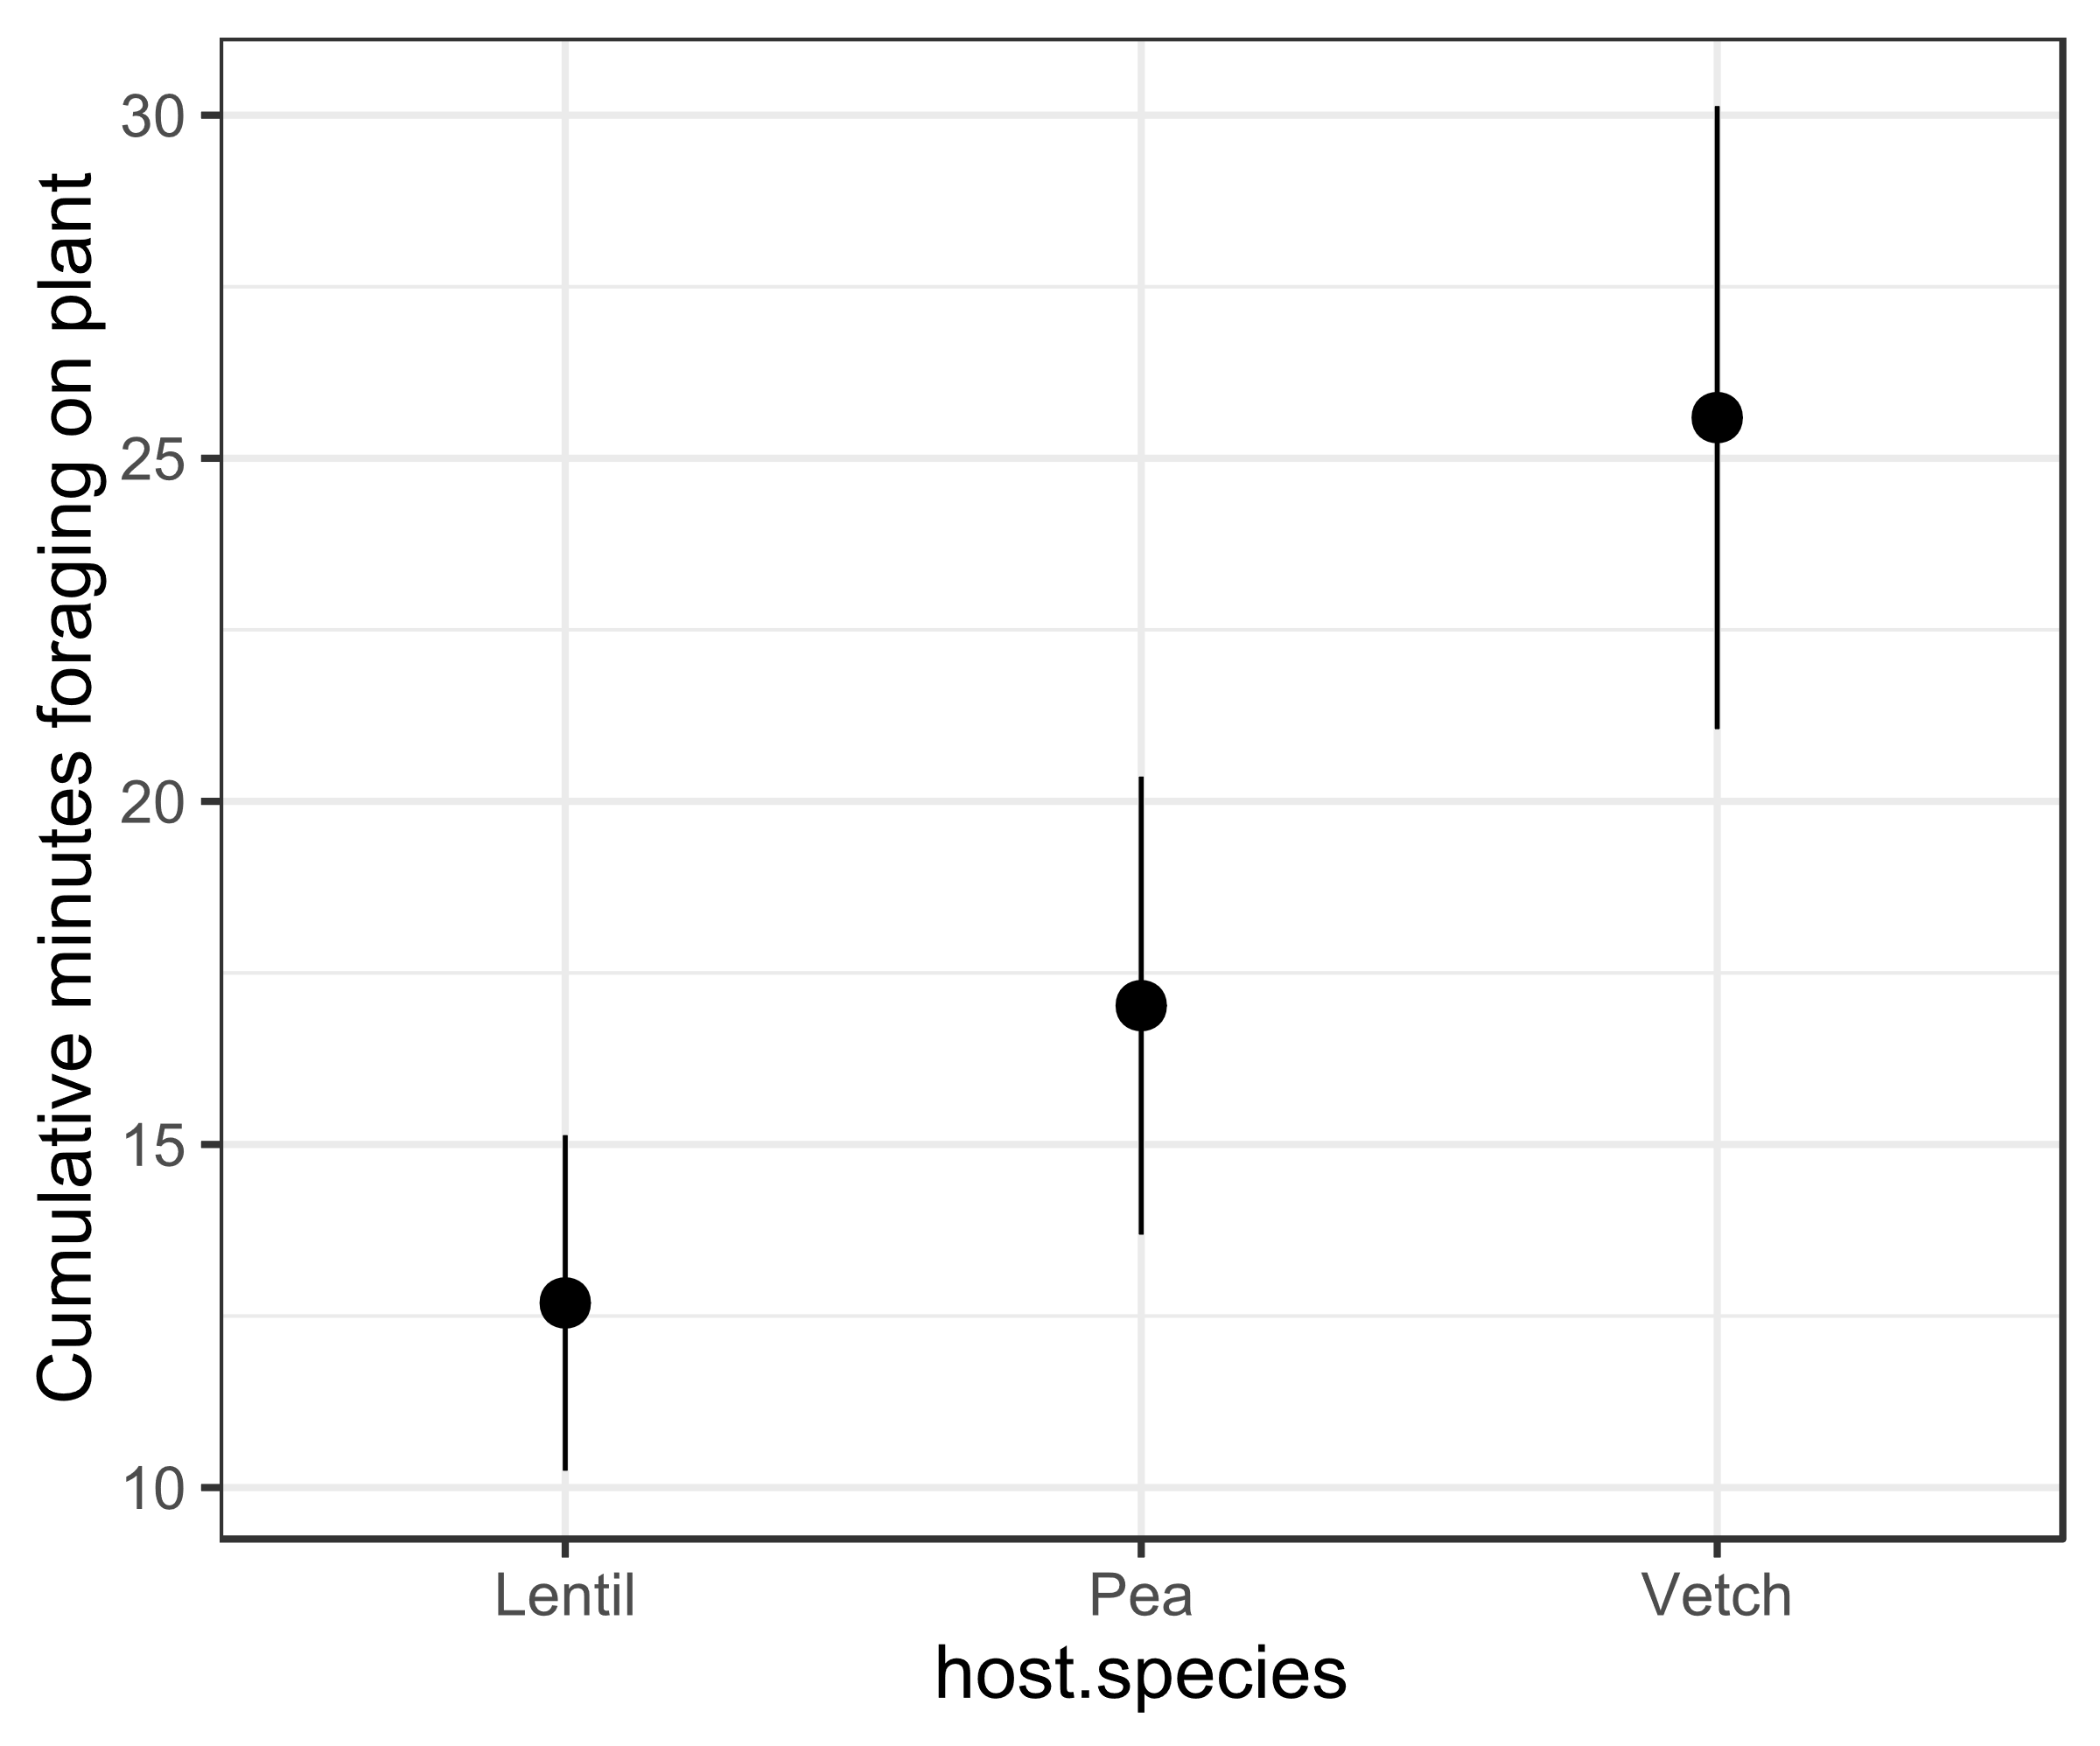 Cumulative minutes foraging on plant
30
25
20
15
10
Lentil Pea Vetch
host.species